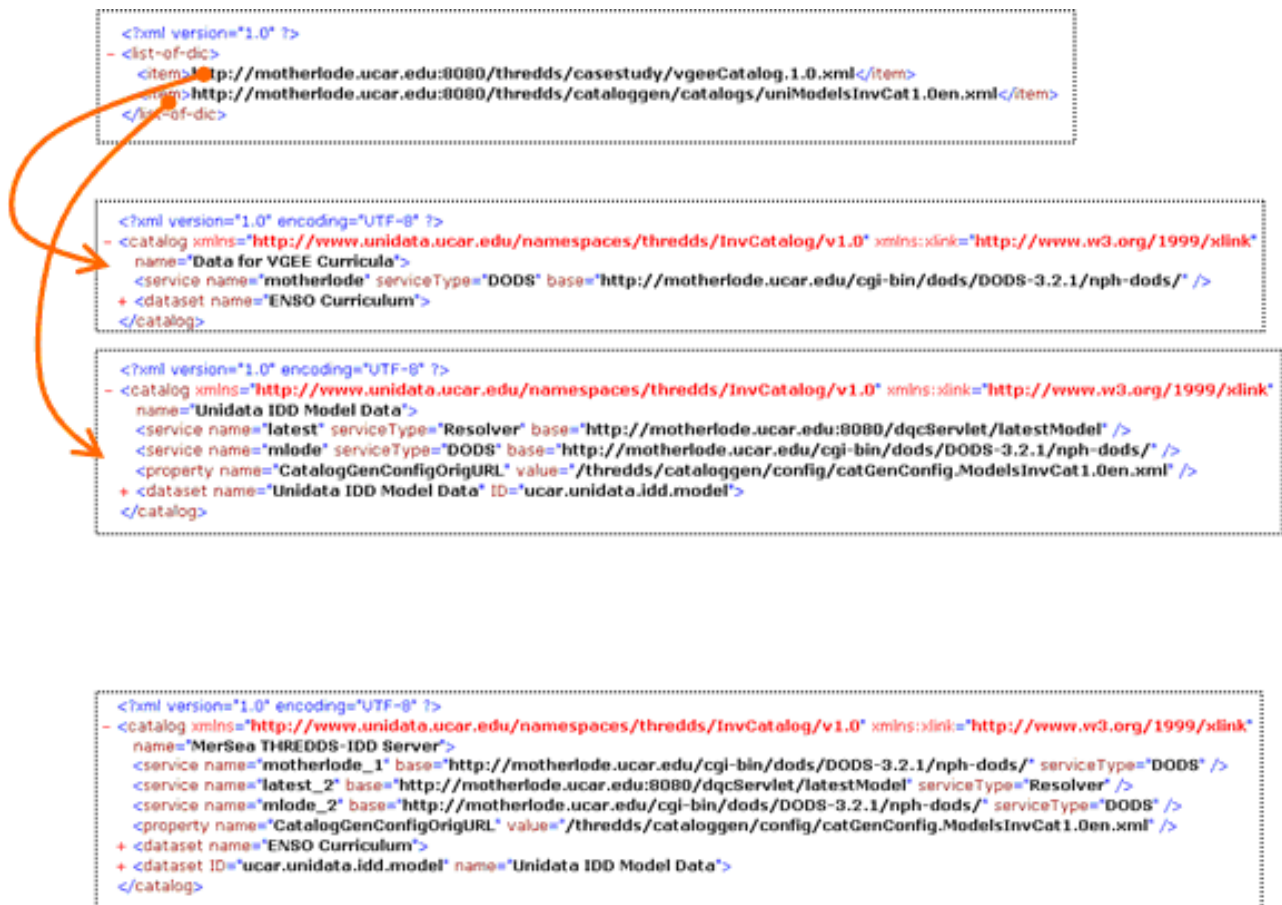 <?xml version="1.0" ?>
- <list-of-dic>
<item>http://motherlode.ucar.edu:8080/thredds/casestudy/vgeeCatalog.1.0.xml</item>
<item>http://motherlode.ucar.edu:8080/thredds/cataloggen/catalogs/uniModelsInvCat1.0en.xml</item>
</list-of-dic>
<?xml version="1.0" encoding="UTF-8" ?>
- <catalog xmlns="http://www.unidata.ucar.edu/namespaces/thredds/InvCatalog/v1.0" xmlns:xlink="http://www.w3.org/1999/xlink"
name="Data for VGEE Curricula">
<service name="motherlode" serviceType="DODS" base="http://motherlode.ucar.edu/cgi-bin/dods/DODS-3.2.1/nph-dods/" />
+ <dataset name="ENSO Curriculum">
</catalog>
<?xml version="1.0" encoding="UTF-8" ?>
- <catalog xmlns="http://www.unidata.ucar.edu/namespaces/thredds/InvCatalog/v1.0" xmlns:xlink="http://www.w3.org/1999/xlink"
name="Unidata IDD Model Data">
<service name="latest" serviceType="Resolver" base="http://motherlode.ucar.edu:8080/dqcServlet/latestModel" />
<service name="mlode" serviceType="DODS" base="http://motherlode.ucar.edu/cgi-bin/dods/DODS-3.2.1/nph-dods/" />
<property name="CatalogGenConfigOrigURL" value="/thredds/cataloggen/config/catGenConfig.ModelsInvCat1.0en.xml" />
+ <dataset name="Unidata IDD Model Data" ID="ucar.unidata.idd.model">
</catalog>
<?xml version="1.0" encoding="UTF-8" ?>
- <catalog xmlns="http://www.unidata.ucar.edu/namespaces/thredds/InvCatalog/v1.0" xmlns:xlink="http://www.w3.org/1999/xlink"
name="MerSea THREDDS-IDD Server">
<service name="motherlode_1" base="http://motherlode.ucar.edu/cgi-bin/dods/DODS-3.2.1/nph-dods/" serviceType="DODS" />
<service name="latest_2" base="http://motherlode.ucar.edu:8080/dqcServlet/latestModel" serviceType="Resolver" />
<service name="mlode_2" base="http://motherlode.ucar.edu/cgi-bin/dods/DODS-3.2.1/nph-dods/" serviceType="DODS" />
<property name="CatalogGenConfigOrigURL" value="/thredds/cataloggen/config/catGenConfig.ModelsInvCat1.0en.xml" />
+ <dataset name="ENSO Curriculum">
+ <dataset ID="ucar.unidata.idd.model" name="Unidata IDD Model Data">
</catalog>